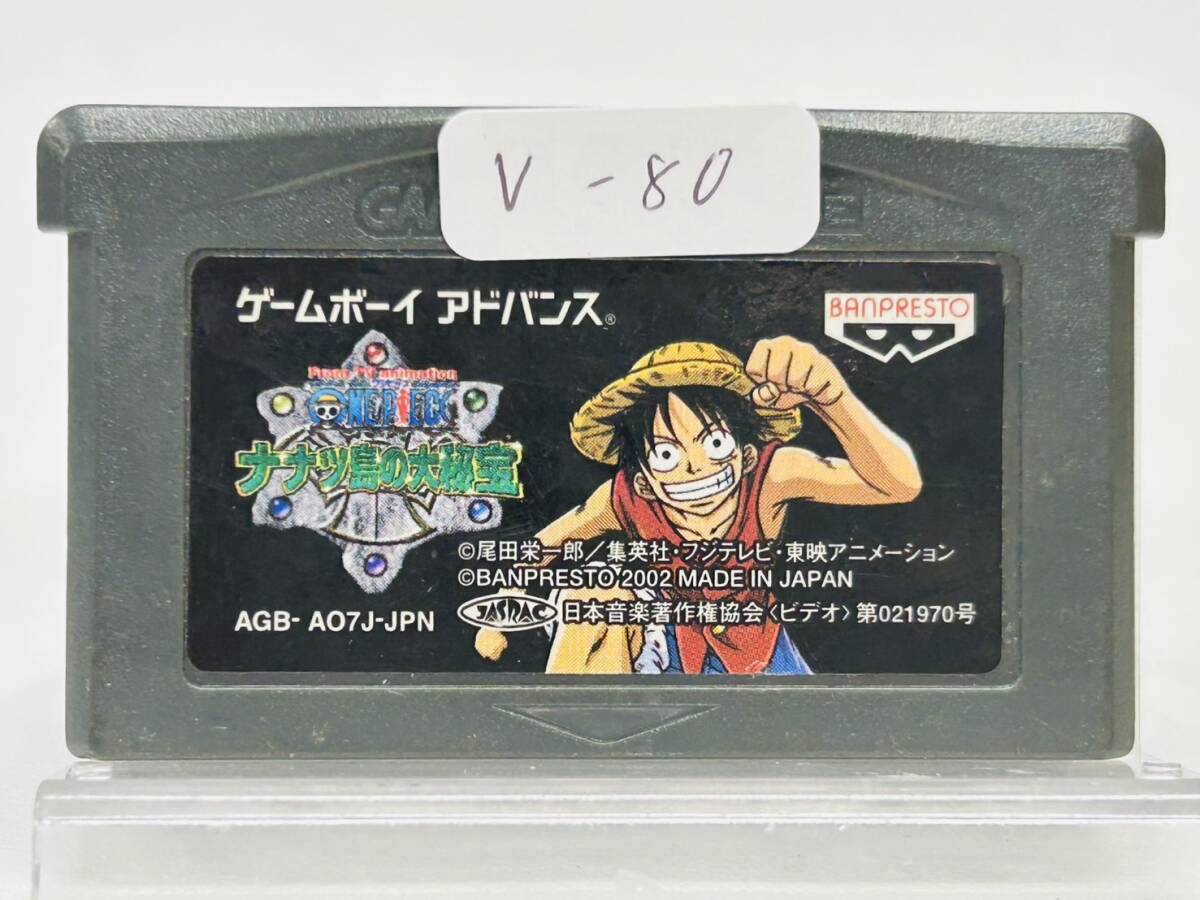 V - 80
ゲームボーイ アドバンス®
BANPRESTO
From TV animation
ONE PIECE
ナナツ島の大秘宝
©尾田栄一郎／集英社・フジテレビ・東映アニメーション
©BANPRESTO 2002 MADE IN JAPAN
AGB- AO7J-JPN
JASRAC 日本音楽著作権協会〈ビデオ〉第021970号